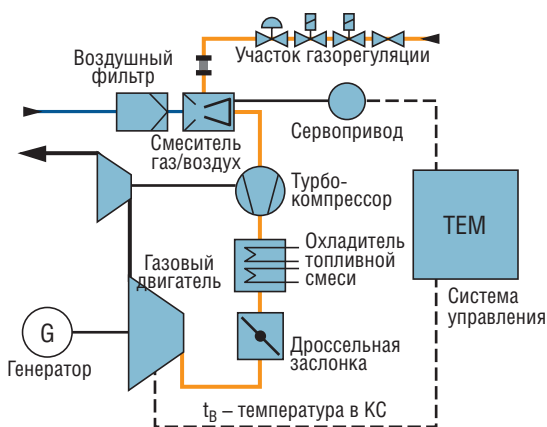 Участок газорегуляции
Воздушный
фильтр
Смеситель
газ/воздух
Сервопривод
Турбо-
компрессор
TEM
Охладитель
топливной
смеси
Газовый
двигатель
Система
управления
G
Генератор
Дроссельная
заслонка
tB – температура в КС